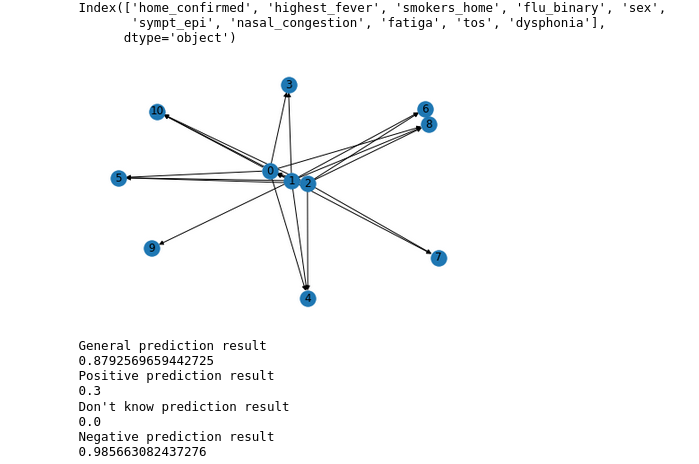 Index(['home_confirmed', 'highest_fever', 'smokers_home', 'flu_binary', 'sex',
'sympt_epi', 'nasal_congestion', 'fatiga', 'tos', 'dysphonia'],
dtype='object')
3
10
6
8
0
1
2
5
9
7
4
General prediction result
0.8792569659442725
Positive prediction result
0.3
Don't know prediction result
0.0
Negative prediction result
0.985663082437276